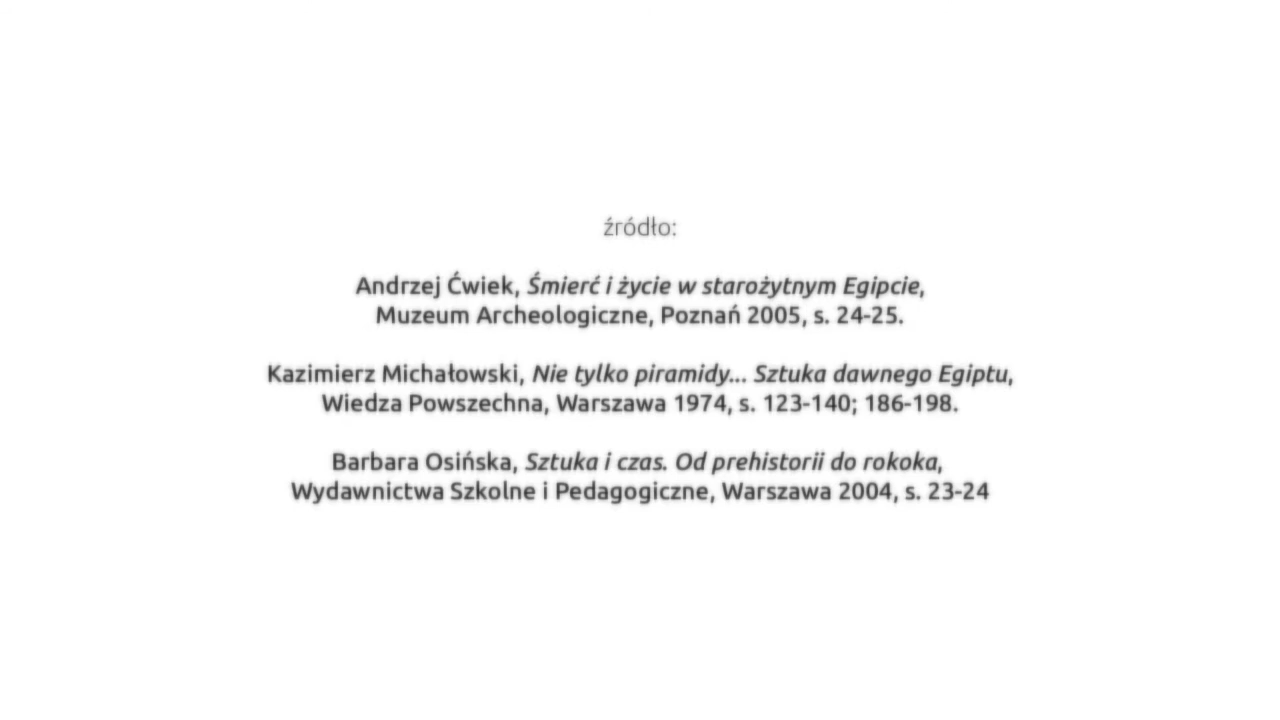 źródło:
Andrzej Ćwiek, Śmierć i życie w starożytnym Egipcie,
Muzeum Archeologiczne, Poznań 2005, s. 24-25.
Kazimierz Michałowski, Nie tylko piramidy... Sztuka dawnego Egiptu,
Wiedza Powszechna, Warszawa 1974, s. 123-140; 186-198.
Barbara Osińska, Sztuka i czas. Od prehistorii do rokoka,
Wydawnictwa Szkolne i Pedagogiczne, Warszawa 2004, s. 23-24